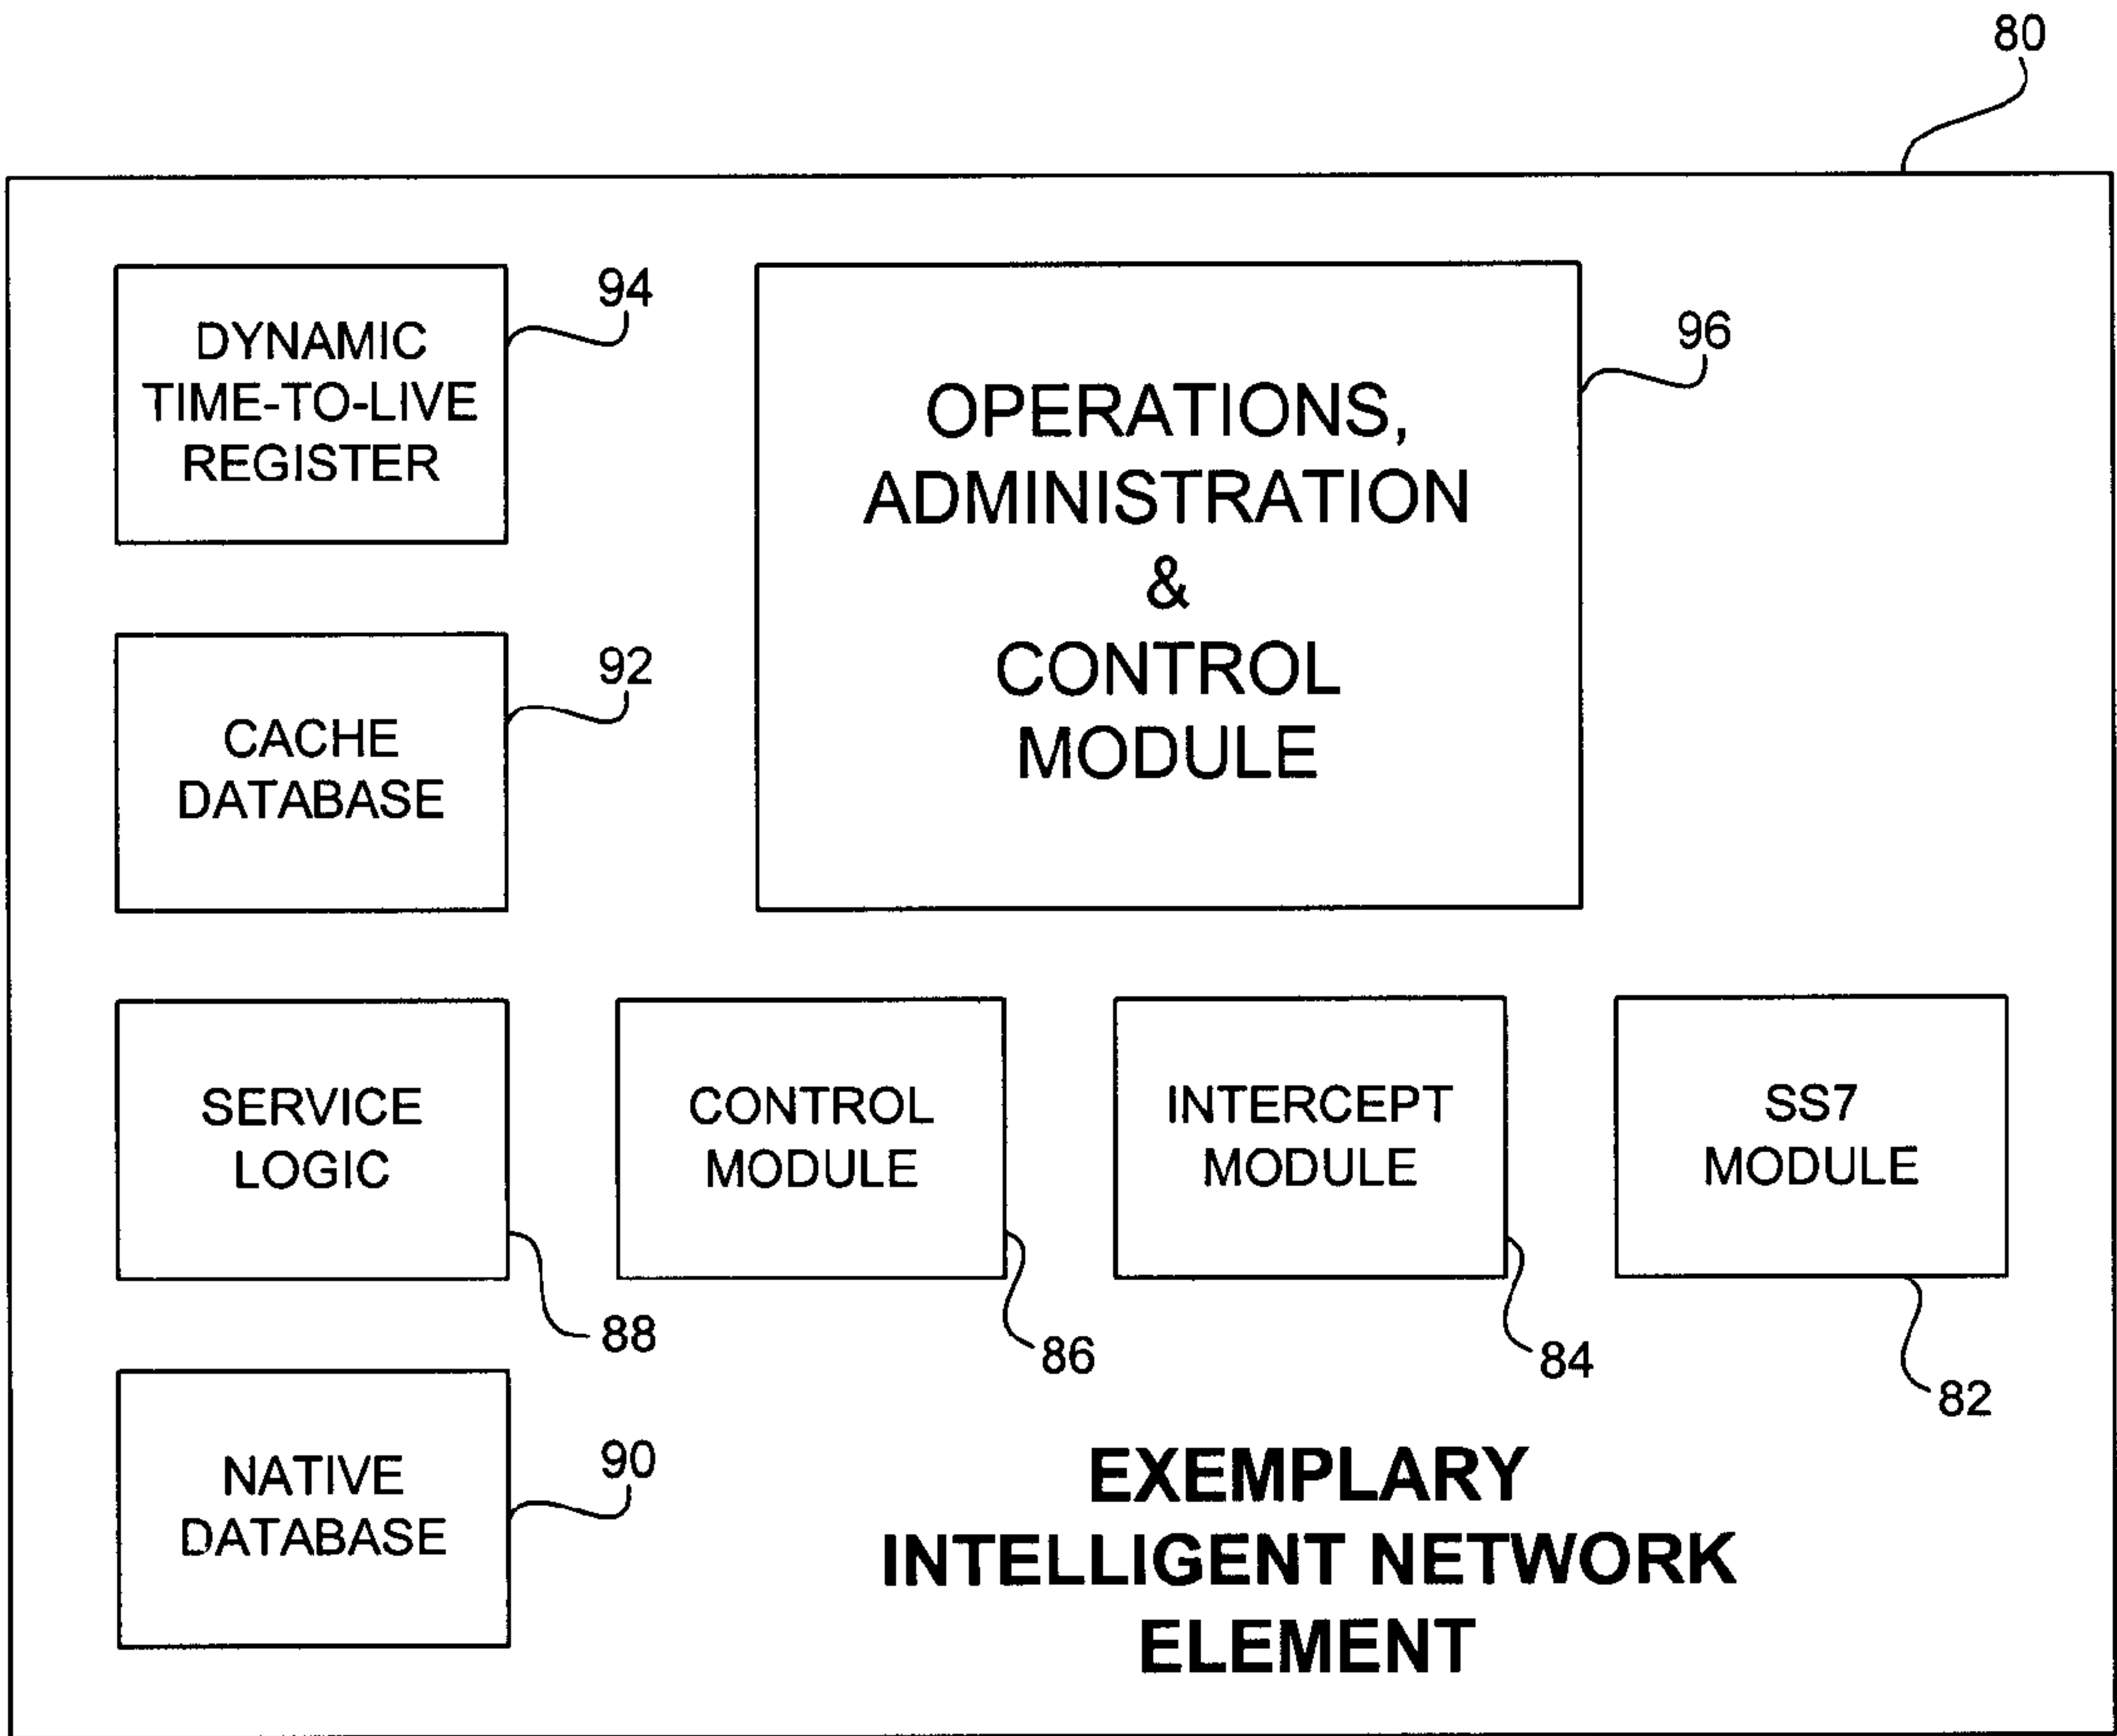 80
DYNAMIC
TIME-TO-LIVE
REGISTER
94
OPERATIONS,
ADMINISTRATION
&
CONTROL
MODULE
96
CACHE
DATABASE
92
SERVICE
LOGIC
88
CONTROL
MODULE
86
INTERCEPT
MODULE
84
SS7
MODULE
82
NATIVE
DATABASE
90
EXEMPLARY
INTELLIGENT NETWORK
ELEMENT